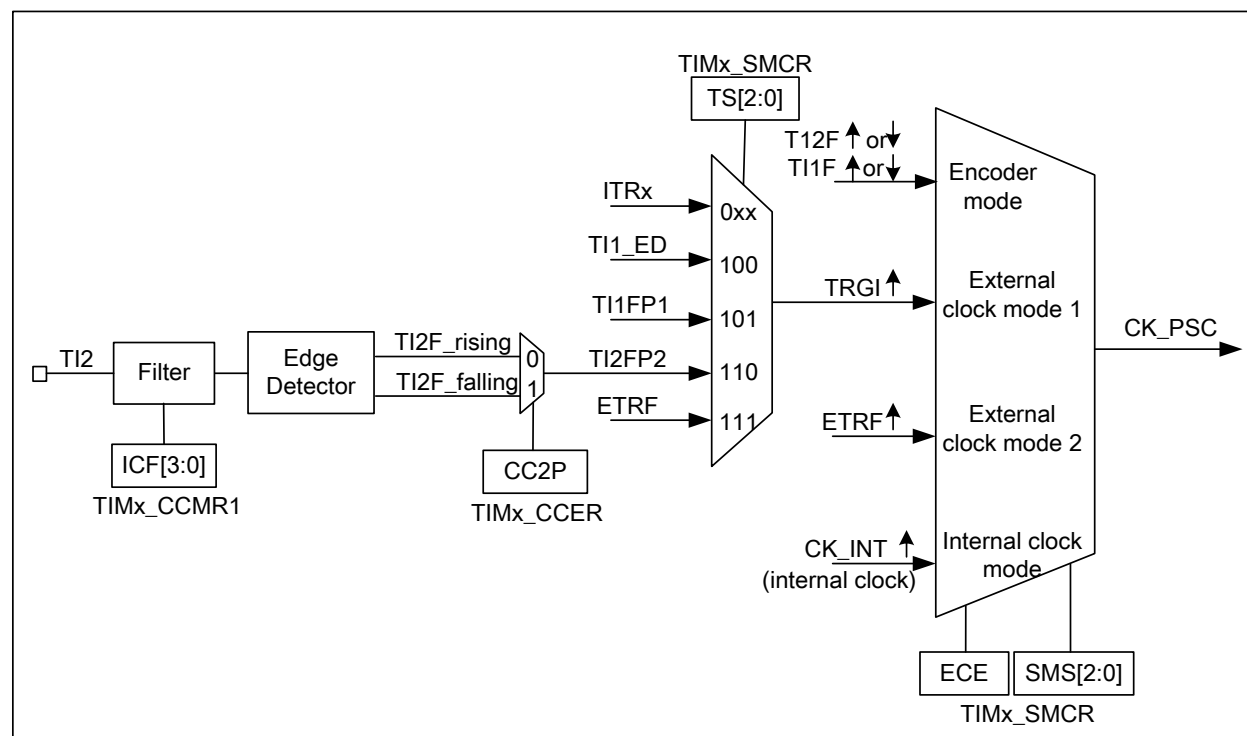 TIMx_SMCR
TS[2:0]
T12F or
TI1F or
Encoder
mode
ITRx
0xx
TI1_ED
100
TRGI
External
clock mode 1
TI1FP1
101
CK_PSC
TI2
Filter
Edge
Detector
TI2F_rising
0
TI2F_falling
1
TI2FP2
110
ETRF
111
ETRF
External
clock mode 2
ICF[3:0]
TIMx_CCMR1
CC2P
TIMx_CCER
CK_INT
(internal clock)
Internal clock
mode
ECE
SMS[2:0]
TIMx_SMCR